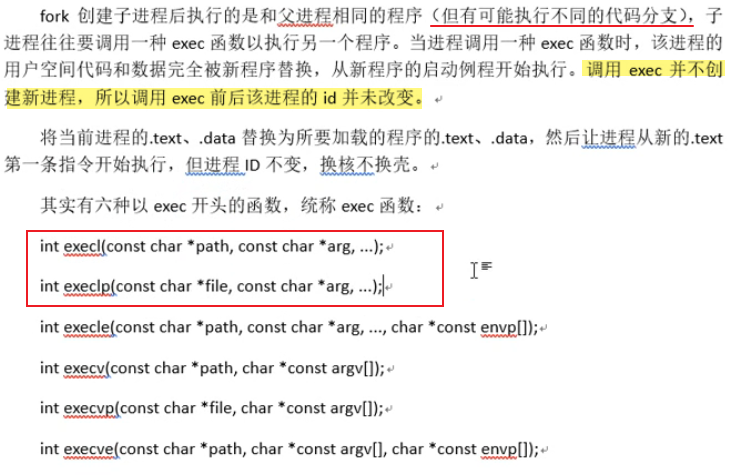 fork 创建子进程后执行的是和父进程相同的程序（但有可能执行不同的代码分支），子
进程往往要调用一种 exec 函数以执行另一个程序。当进程调用一种 exec 函数时，该进程的
用户空间代码和数据完全被新程序替换，从新程序的启动例程开始执行。调用 exec 并不创
建新进程，所以调用 exec 前后该进程的 id 并未改变。
将当前进程的.text、.data 替换为所要加载的程序的.text、.data，然后让进程从新的.text
第一条指令开始执行，但进程 ID 不变，换核不换壳。
其实有六种以 exec 开头的函数，统称 exec 函数：
int execl(const char *path, const char *arg, ...);
int execlp(const char *file, const char *arg, ...);
int execle(const char *path, const char *arg, ..., char *const envp[]);
int execv(const char *path, char *const argv[]);
int execvp(const char *file, char *const argv[]);
int execve(const char *path, char *const argv[], char *const envp[]);